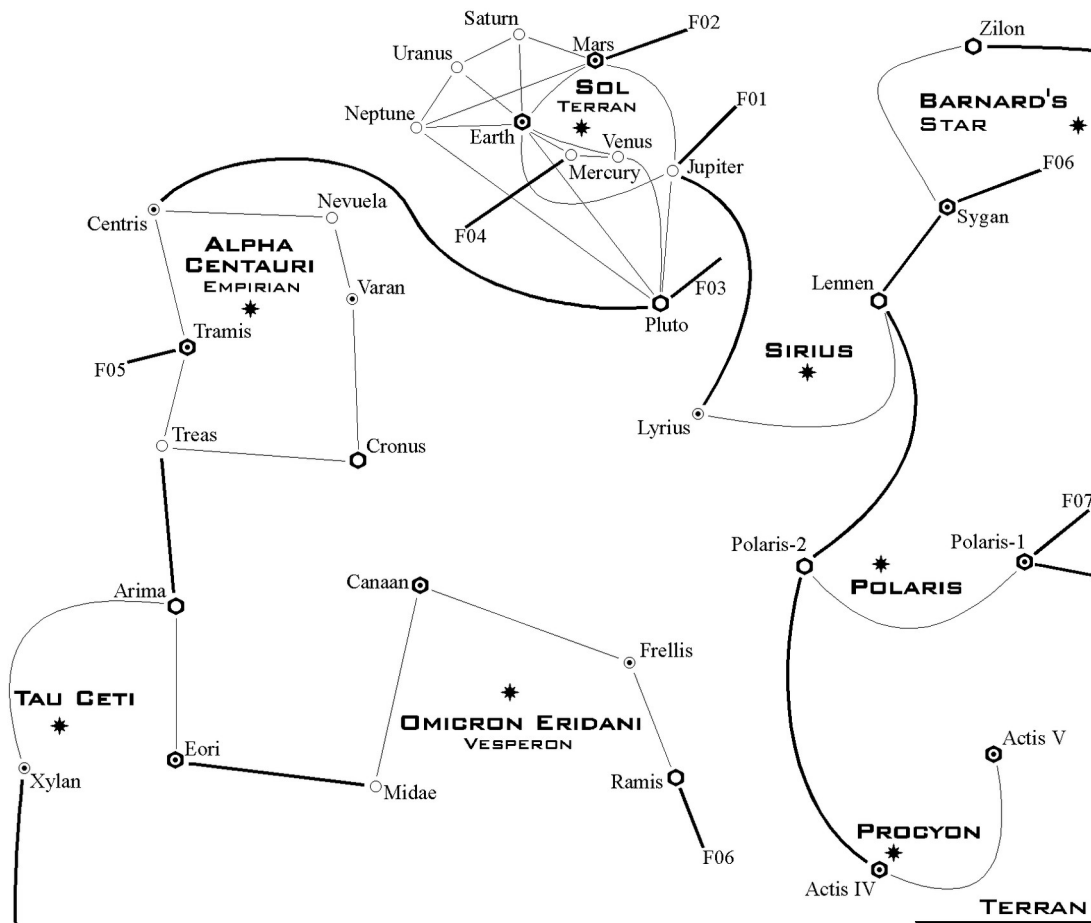 Saturn
Mars
F02
Zilon
Uranus
SOL
TERRAN
BARNARD'S
STAR
Neptune
Earth
Venus
F01
Mercury
Jupiter
F06
Centris
Nevuela
F04
Sygan
ALPHA
CENTAURI
EMPIRIAN
Varan
F03
Lennen
Tramis
Pluto
F05
SIRIUS
Treas
Cronus
Lyrius
F07
Polaris-2
Polaris-1
POLARIS
Arima
Canaan
Frellis
TAU CETI
OMICRON ERIDANI
VESPERON
Eori
Actis V
Xylan
Midae
Ramis
PROCYON
F06
Actis IV
TERRAN